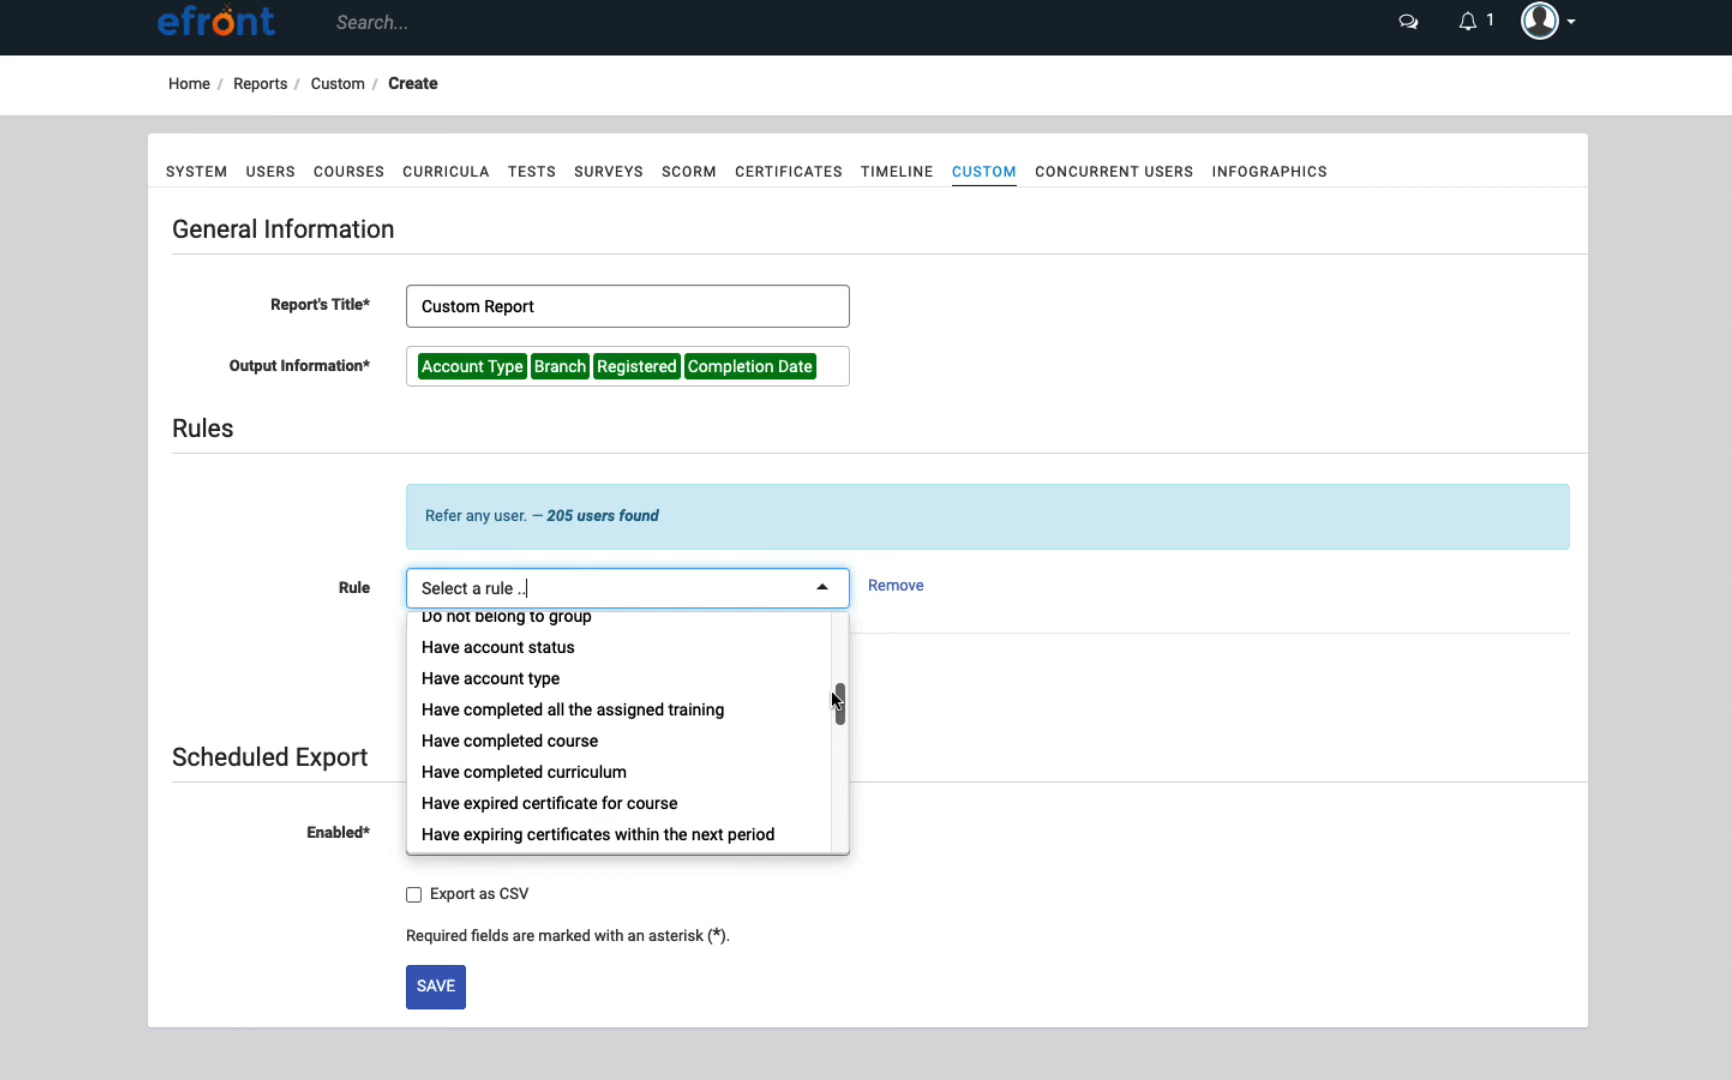 efront
Search...
1
Home / Reports / Custom / Create
SYSTEM USERS COURSES CURRICULA TESTS SURVEYS SCORM CERTIFICATES TIMELINE CUSTOM CONCURRENT USERS INFOGRAPHICS
General Information
Report's Title* Custom Report
Output Information* Account Type Branch Registered Completion Date
Rules
Refer any user. — 205 users found
Rule Select a rule .. Remove
Do not belong to group
Have account status
Have account type
Have completed all the assigned training
Have completed course
Scheduled Export
Have completed curriculum
Have expired certificate for course
Enabled* Have expiring certificates within the next period
Export as CSV
Required fields are marked with an asterisk (*).
SAVE